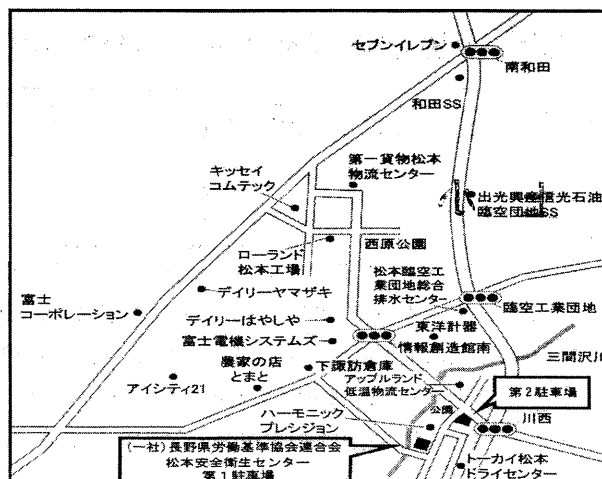 セブンイレブン
南和田
和田SS
第一貨物松本
物流センター
キッセイ
コムテック
出光興産信光石油
臨空団地SS
西原公園
ローランド
松本工場
松本臨空工
業団地総合
排水センター
デイリーヤマザキ
富士
コーポレーション
臨空工業団地
デイリーはやしや
東洋計器
富士電機システムズ
情報創造館南
三間沢川
農家の店
とまと
下諏訪倉庫
アイシティ21
アップルランド
低温物流センター
第2駐車場
公園
ハーモニック
プレシジョン
川西
(一社)長野県労働基準協会連合会
松本安全衛生センター
第1駐車場
トーカイ松本
ドライセンター